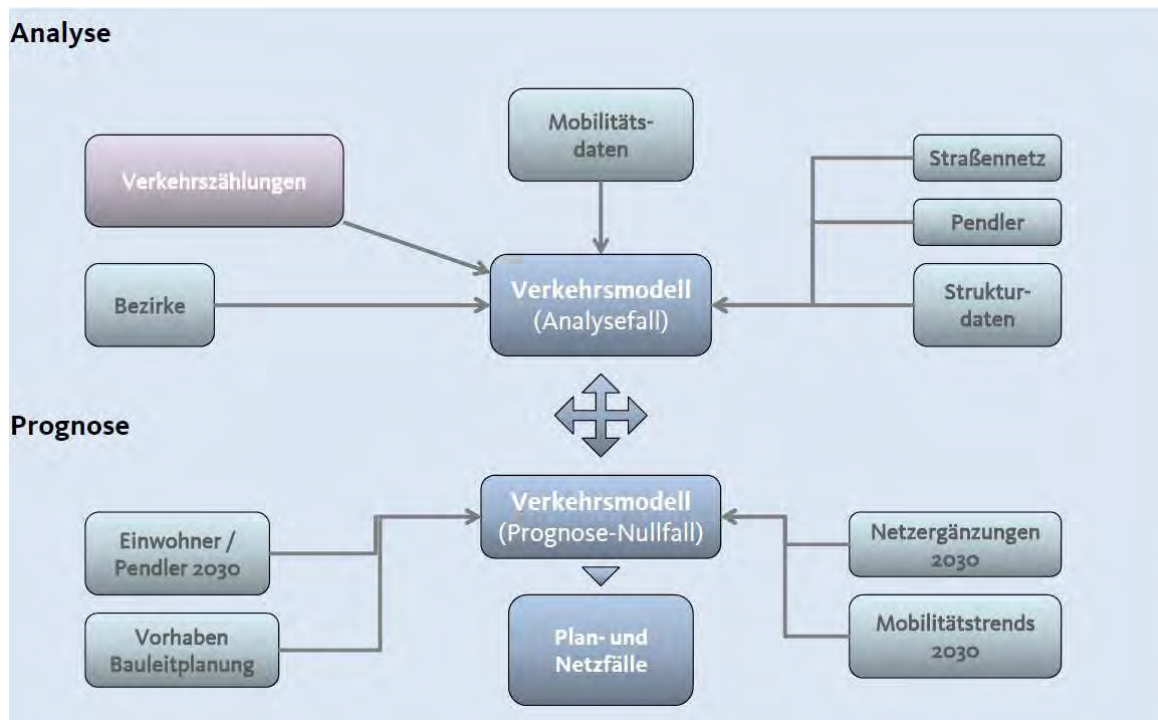 Analyse
Mobilitäts-
daten
Verkehrszählungen
Straßennetz
Pendler
Bezirke
Verkehrsmodell
(Analysefall)
Struktur-
daten
Prognose
Verkehrsmodell
(Prognose-Nullfall)
Einwohner /
Pendler 2030
Netzergänzungen
2030
Vorhaben
Bauleitplanung
Plan- und
Netzfälle
Mobilitätstrends
2030